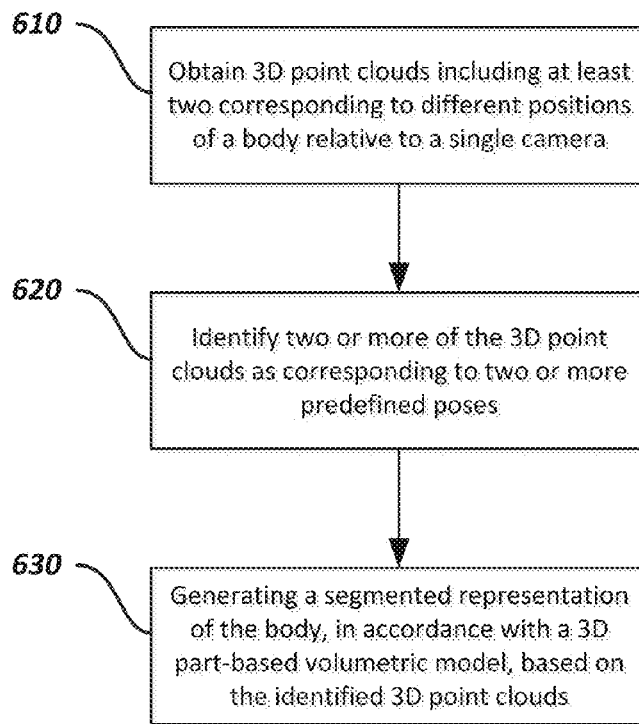 610
Obtain 3D point clouds including at least
two corresponding to different positions
of a body relative to a single camera
620
Identify two or more of the 3D point
clouds as corresponding to two or more
predefined poses
630
Generating a segmented representation
of the body, in accordance with a 3D
part-based volumetric model, based on
the identified 3D point clouds